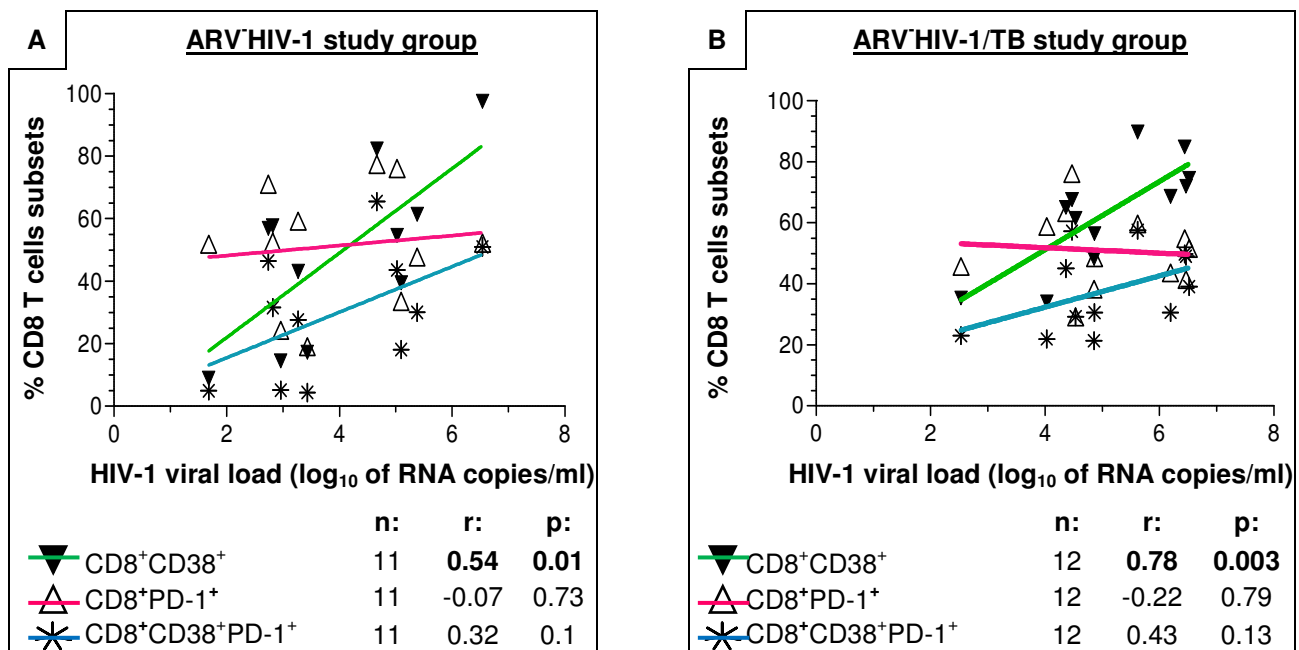 A
ARV⁻HIV-1 study group
% CD8 T cells subsets
100
80
60
40
20
0
0 2 4 6 8
HIV-1 viral load (log₁₀ of RNA copies/ml)
n: r: p:
CD8⁺CD38⁺ 11 0.54 0.01
CD8⁺PD-1⁺ 11 -0.07 0.73
CD8⁺CD38⁺PD-1⁺ 11 0.32 0.1
B
ARV⁻HIV-1/TB study group
% CD8 T cells subsets
100
80
60
40
20
0
0 2 4 6 8
HIV-1 viral load (log₁₀ of RNA copies/ml)
n: r: p:
CD8⁺CD38⁺ 12 0.78 0.003
CD8⁺PD-1⁺ 12 -0.22 0.79
CD8⁺CD38⁺PD-1⁺ 12 0.43 0.13